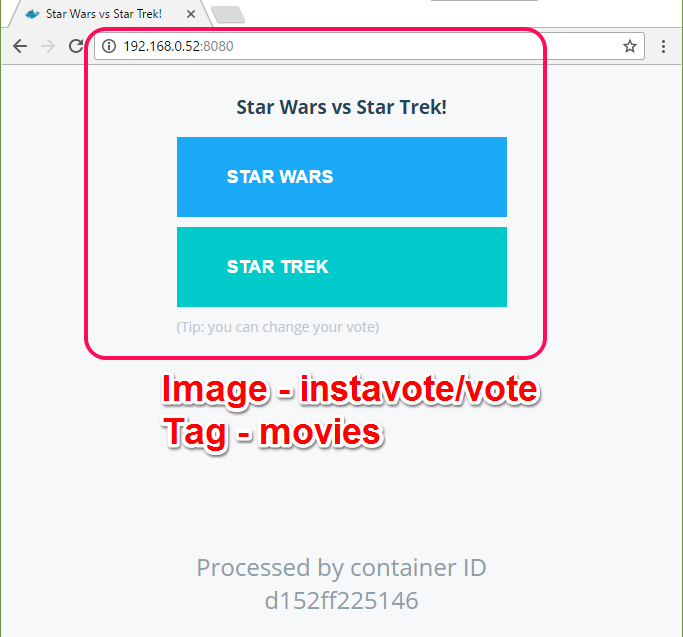 Star Wars vs Star Trek!
192.168.0.52:8080
Star Wars vs Star Trek!
STAR WARS
STAR TREK
(Tip: you can change your vote)
Image - instavote/vote
Tag - movies
Processed by container ID
d152ff225146